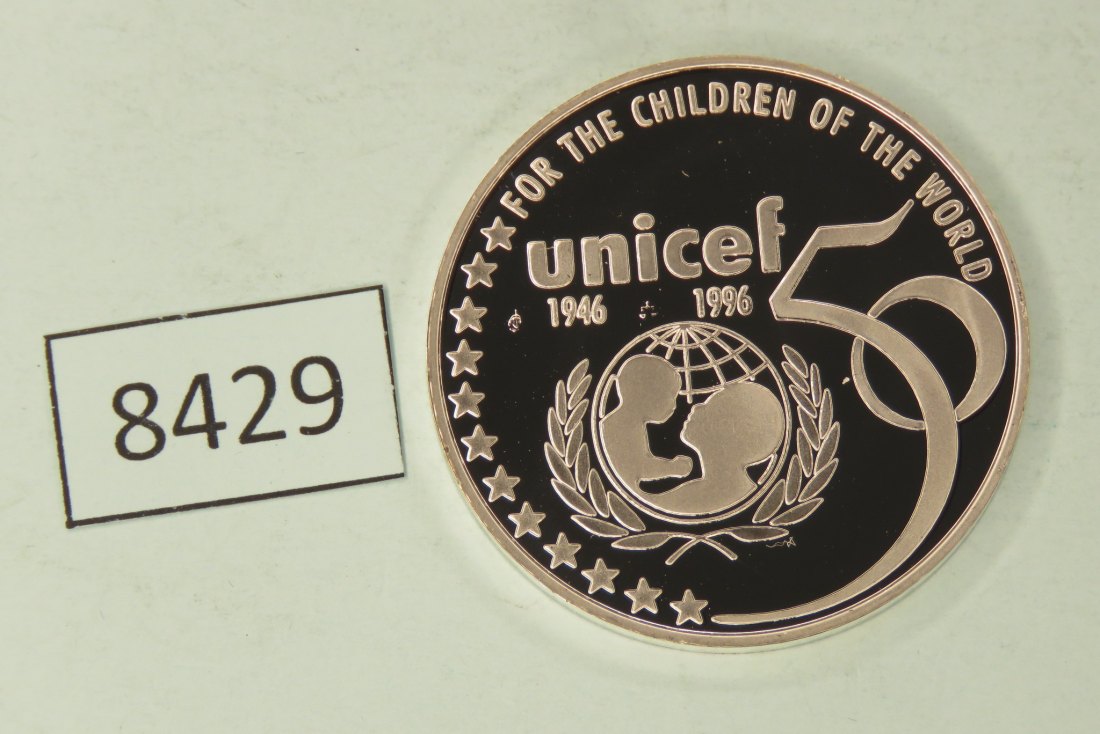 8429
FOR THE CHILDREN OF THE WORLD
unicef
1946 1996
50